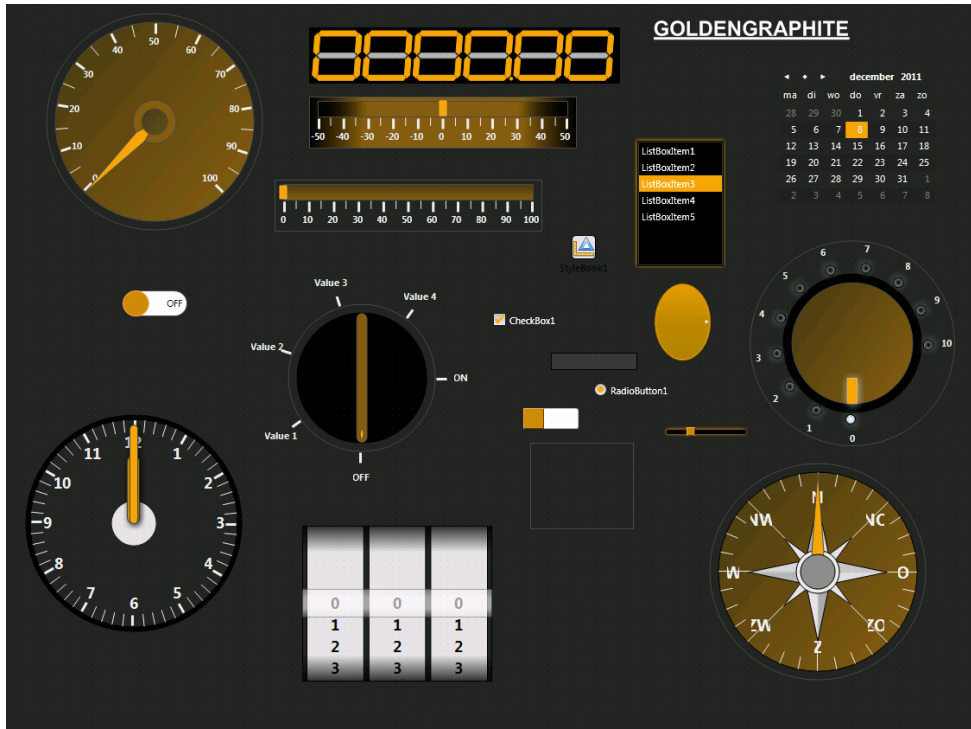 GOLDENGRAPHITE
000000.00
0 10 20 30 40 50 60 70 80 90 100
-50 -40 -30 -20 -10 0 10 20 30 40 50
0 10 20 30 40 50 60 70 80 90 100
december 2011
ma di wo do vr za zo
28 29 30 1 2 3 4
5 6 7 8 9 10 11
12 13 14 15 16 17 18
19 20 21 22 23 24 25
26 27 28 29 30 31 1
2 3 4 5 6 7 8
ListBoxItem1
ListBoxItem2
ListBoxItem3
ListBoxItem4
ListBoxItem5
StyleBook1
OFF
Value 3
Value 4
Value 2
ON
Value 1
OFF
CheckBox1
RadioButton1
0 1 2 3 4 5 6 7 8 9 10
12 1 2 3 4 5 6 7 8 9 10 11
0 0 0
1 1 1
2 2 2
3 3 3
N
NW NO
W O
ZW ZO
Z